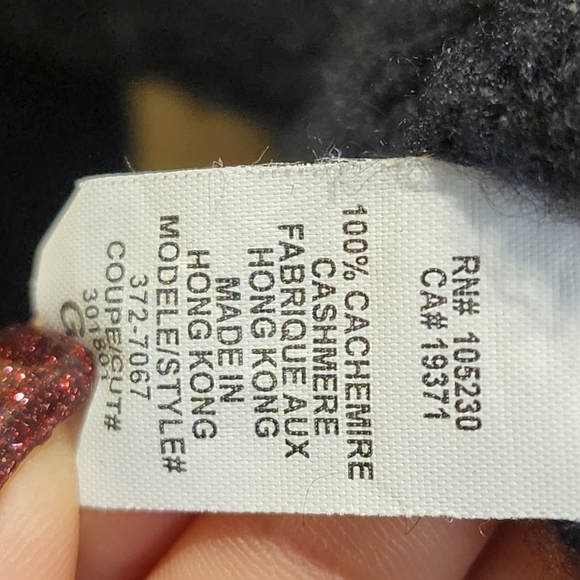 RN# 105230
CA# 19371
100% CACHEMIRE
CASHMERE
FABRIQUE AUX
HONG KONG
MADE IN
HONG KONG
MODELE/STYLE#
372-7067
COUPE/CUT#